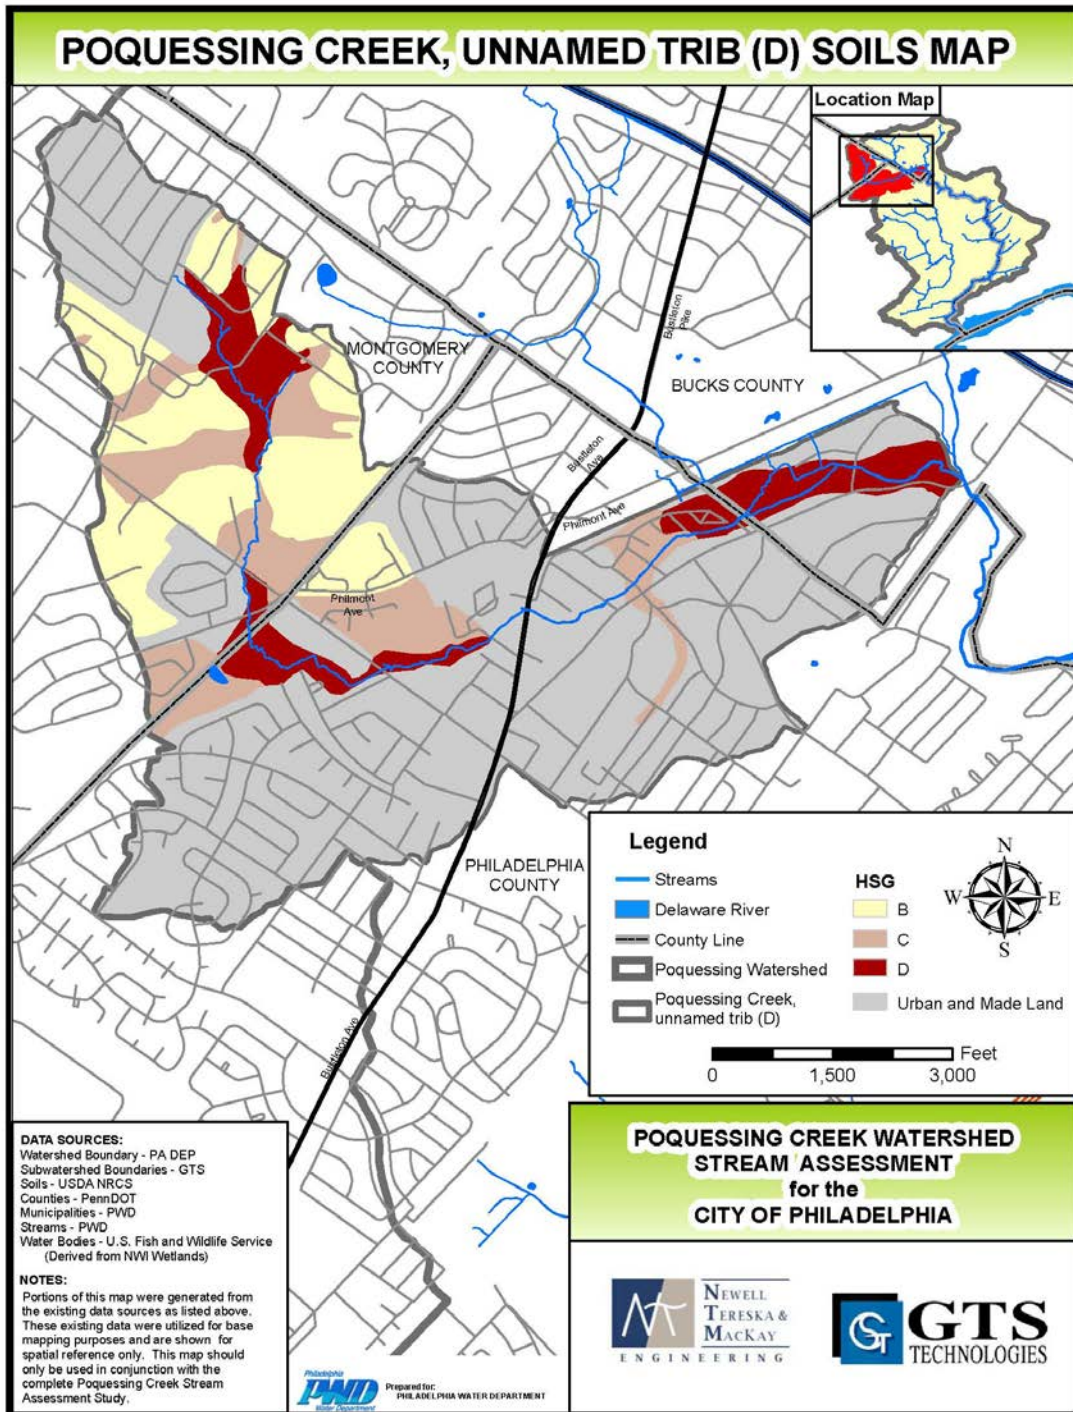 POQUESSING CREEK, UNNAMED TRIB (D) SOILS MAP
Location Map
Bustleton
Pike
MONTGOMERY
COUNTY
BUCKS COUNTY
Bustleton
Ave
Philmont Ave
Philmont
Ave
PHILADELPHIA
COUNTY
Bustleton Ave
Legend
Streams
Delaware River
County Line
Poquessing Watershed
Poquessing Creek,
unnamed trib (D)
HSG
B
C
D
Urban and Made Land
N
W
E
S
Feet
0
1,500
3,000
DATA SOURCES:
Watershed Boundary - PA DEP
Subwatershed Boundaries - GTS
Soils - USDA NRCS
Counties - PennDOT
Municipalities - PWD
Streams - PWD
Water Bodies - U.S. Fish and Wildlife Service
(Derived from NWI Wetlands)
NOTES:
Portions of this map were generated from
the existing data sources as listed above.
These existing data were utilized for base
mapping purposes and are shown for
spatial reference only. This map should
only be used in conjunction with the
complete Poquessing Creek Stream
Assessment Study.
Philadelphia
PWD
Water Department
Prepared for:
PHILADELPHIA WATER DEPARTMENT
POQUESSING CREEK WATERSHED
STREAM ASSESSMENT
for the
CITY OF PHILADELPHIA
NEWELL
TERESKA &
MACKAY
ENGINEERING
GTS
TECHNOLOGIES